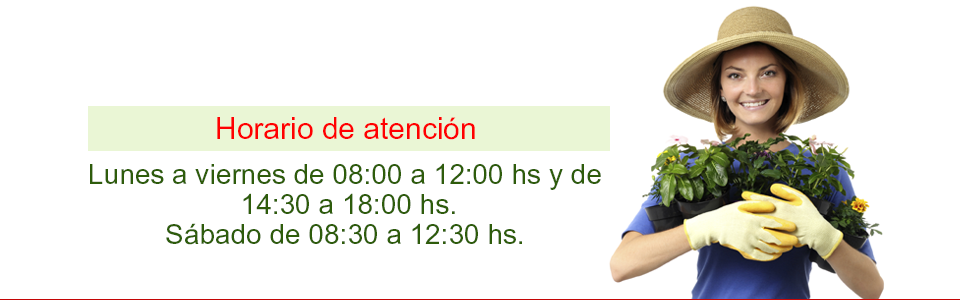 Horario de atención
Lunes a viernes de 08:00 a 12:00 hs y de
14:30 a 18:00 hs.
Sábado de 08:30 a 12:30 hs.